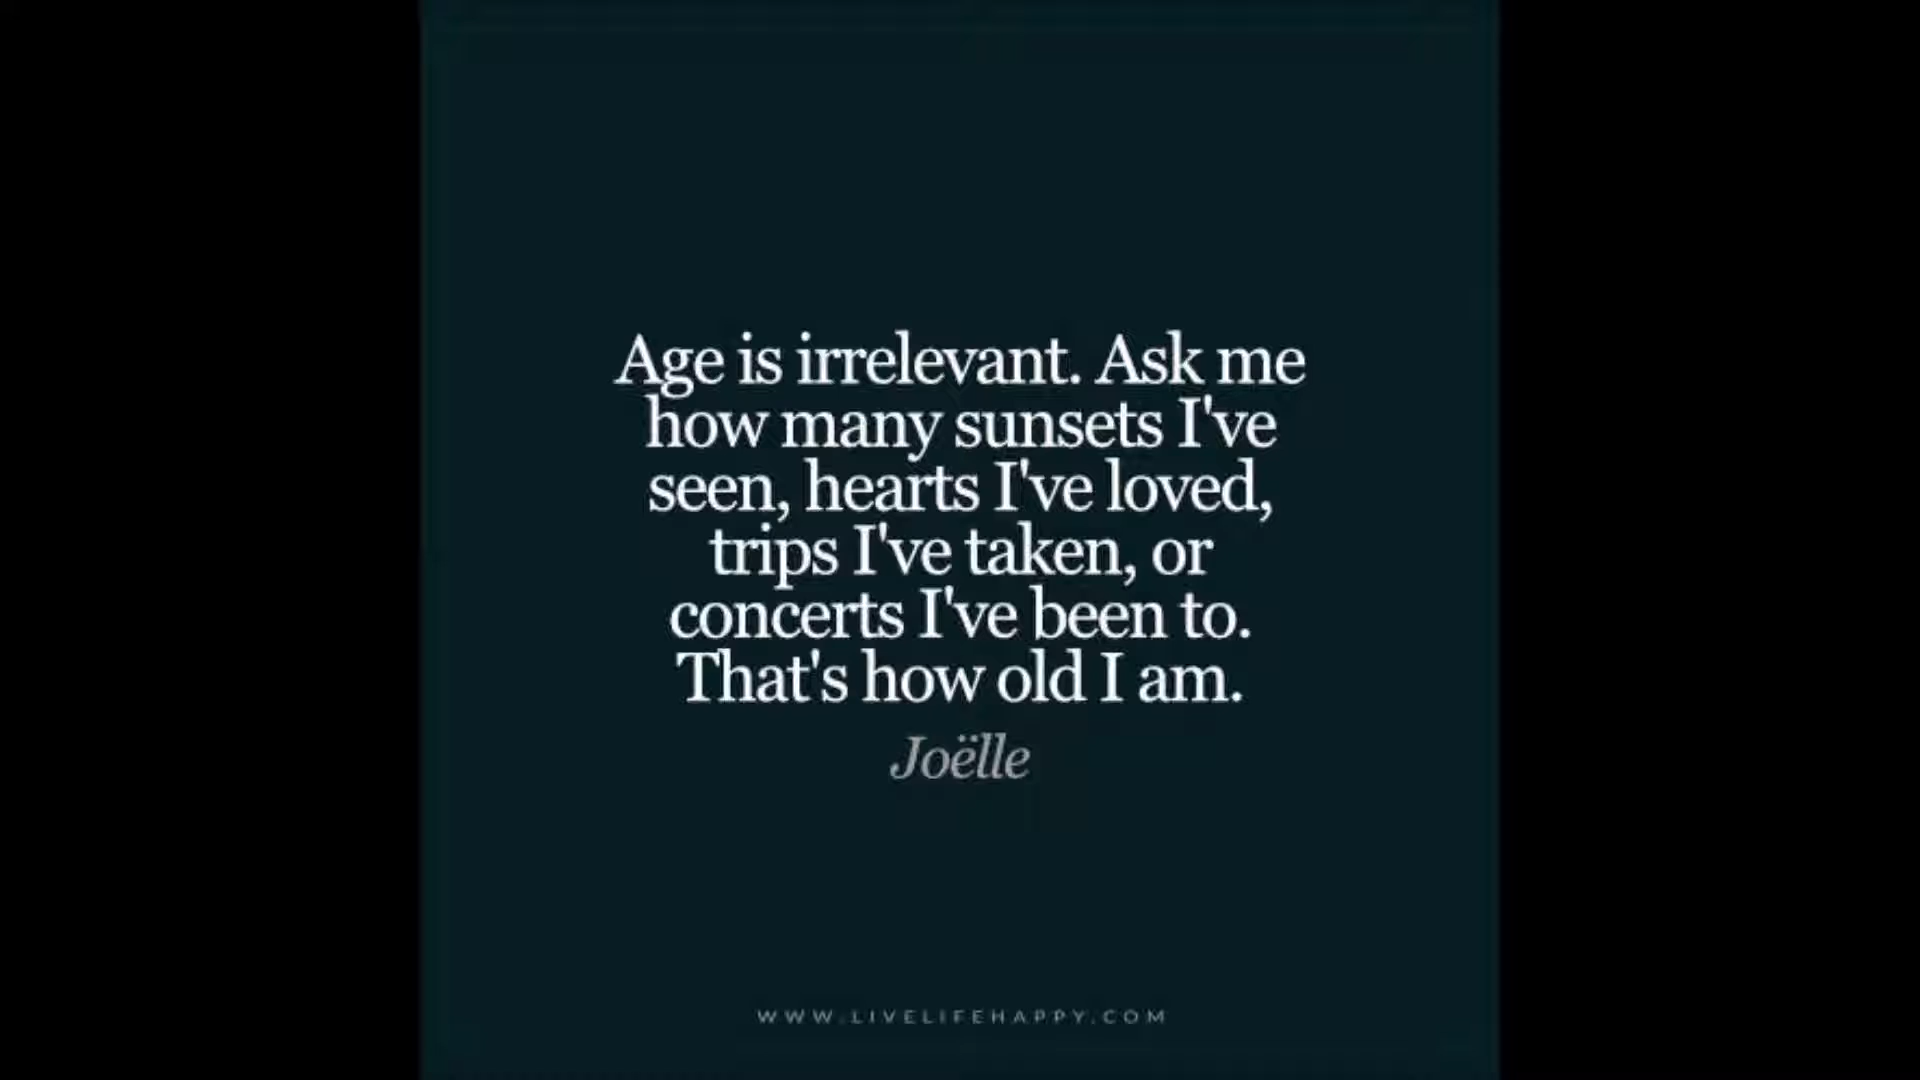 Age is irrelevant. Ask me
how many sunsets I've
seen, hearts I've loved,
trips I've taken, or
concerts I've been to.
That's how old I am.
Joëlle
WWW.LIVELIFEHAPPY.COM